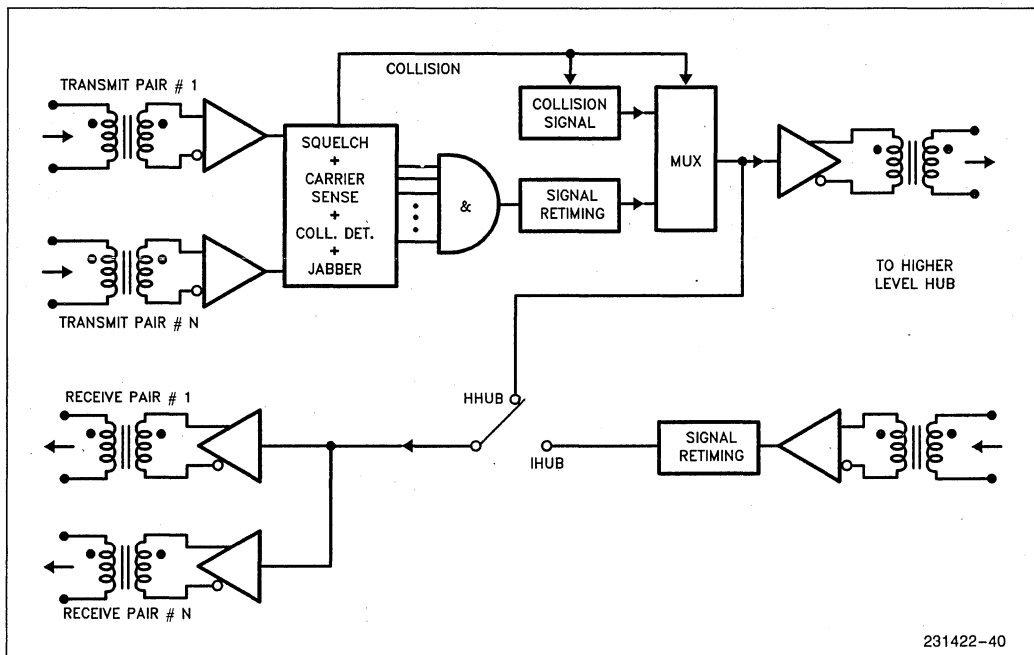 COLLISION
TRANSMIT PAIR # 1
COLLISION
SIGNAL
SQUELCH
+
CARRIER
SENSE
+
COLL. DET.
+
JABBER
&
SIGNAL
RETIMING
MUX
TO HIGHER
LEVEL HUB
TRANSMIT PAIR # N
RECEIVE PAIR # 1
HHUB
IHUB
SIGNAL
RETIMING
RECEIVE PAIR # N
231422-40